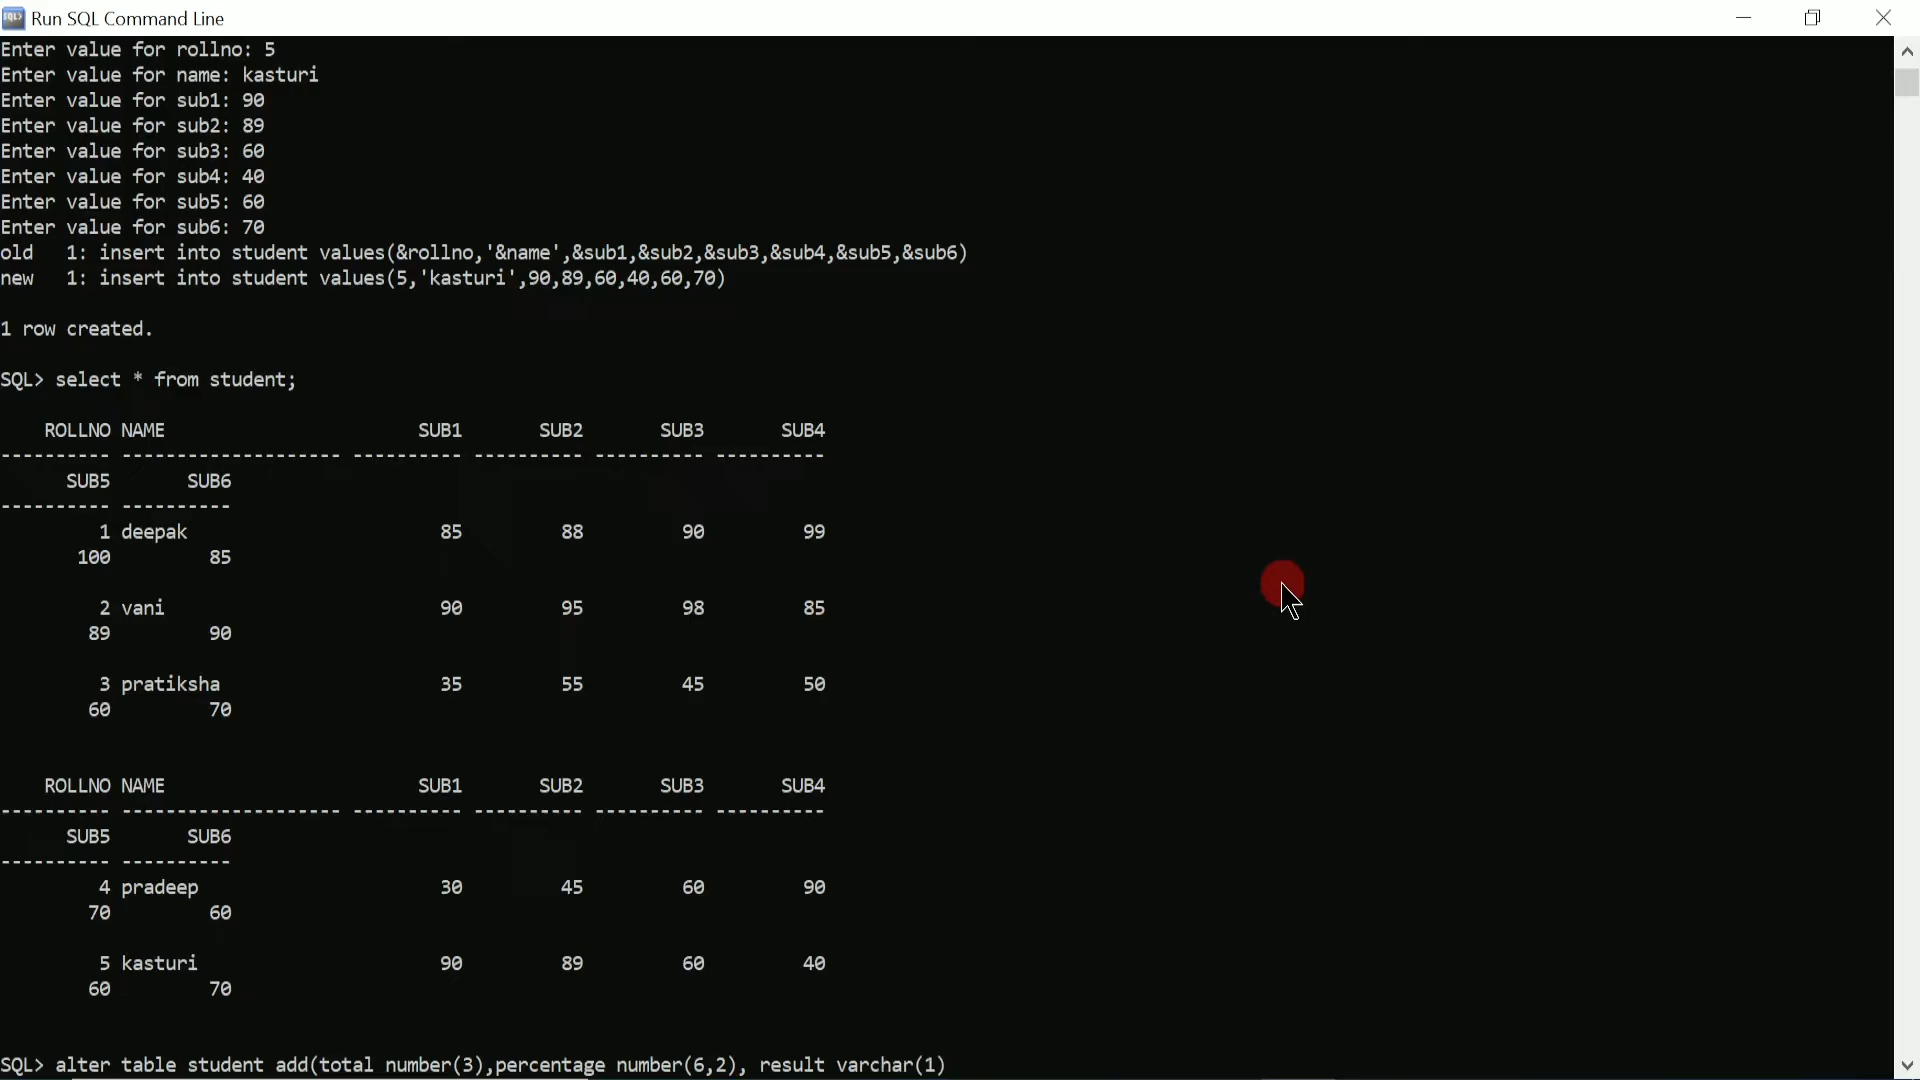 Run SQL Command Line
Enter value for rollno: 5
Enter value for name: kasturi
Enter value for sub1: 90
Enter value for sub2: 89
Enter value for sub3: 60
Enter value for sub4: 40
Enter value for sub5: 60
Enter value for sub6: 70
old   1: insert into student values(&rollno,'&name',&sub1,&sub2,&sub3,&sub4,&sub5,&sub6)
new   1: insert into student values(5,'kasturi',90,89,60,40,60,70)
1 row created.
SQL> select * from student;
    ROLLNO NAME                       SUB1       SUB2       SUB3       SUB4
---------- -------------------- ---------- ---------- ---------- ----------
      SUB5       SUB6
---------- ----------
         1 deepak                       85         88         90         99
       100         85
         2 vani                         90         95         98         85
        89         90
         3 pratiksha                    35         55         45         50
        60         70
    ROLLNO NAME                       SUB1       SUB2       SUB3       SUB4
---------- -------------------- ---------- ---------- ---------- ----------
      SUB5       SUB6
---------- ----------
         4 pradeep                      30         45         60         90
        70         60
         5 kasturi                      90         89         60         40
        60         70
SQL> alter table student add(total number(3),percentage number(6,2), result varchar(1)